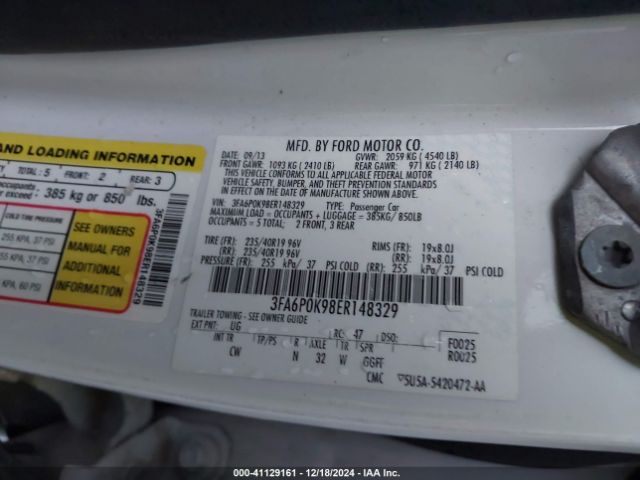 AND LOADING INFORMATION
TOTAL: 5 FRONT: 2 REAR: 3
occupants
exceed 385 kg or 850 lbs.
COLD TIRE PRESSURE
255 KPA, 37 PSI
255 KPA, 37 PSI
KPA, 60 PSI
SEE OWNERS
MANUAL FOR
ADDITIONAL
INFORMATION
3FA6P0K98ER148329
MFD. BY FORD MOTOR CO.
DATE: 09/13 GVWR: 2059 KG ( 4540 LB)
FRONT GAWR: 1093 KG ( 2410 LB) REAR GAWR: 971 KG ( 2140 LB)
THIS VEHICLE CONFORMS TO ALL APPLICABLE FEDERAL MOTOR
VEHICLE SAFETY, BUMPER, AND THEFT PREVENTION STANDARDS IN EFFECT
ON THE DATE OF MANUFACTURE SHOWN ABOVE.
VIN: 3FA6P0K98ER148329 TYPE: Passenger Car
MAXIMUM LOAD = OCCUPANTS + LUGGAGE = 385KG/850LB
OCCUPANTS = 5 TOTAL: 2 FRONT, 3 REAR
TIRE (FR): 235/40R19 96V RIMS (FR): 19x8.0J
(RR): 235/40R19 96V (RR): 19x8.0J
PRESSURE (FR): 255 kPa/ 37 PSI COLD (RR): 255 kPa/ 37 PSI COLD
3FA6P0K98ER148329
TRAILER TOWING - SEE OWNER GUIDE
EXT PNT: UG RC: 47 DSO: F0025
INT TR TP/PS R AXLE TR SPR R0025
CW N 32 W GGFT
CMC 5U5A-5420472-AA
000-41129161 - 12/18/2024 - IAA Inc.